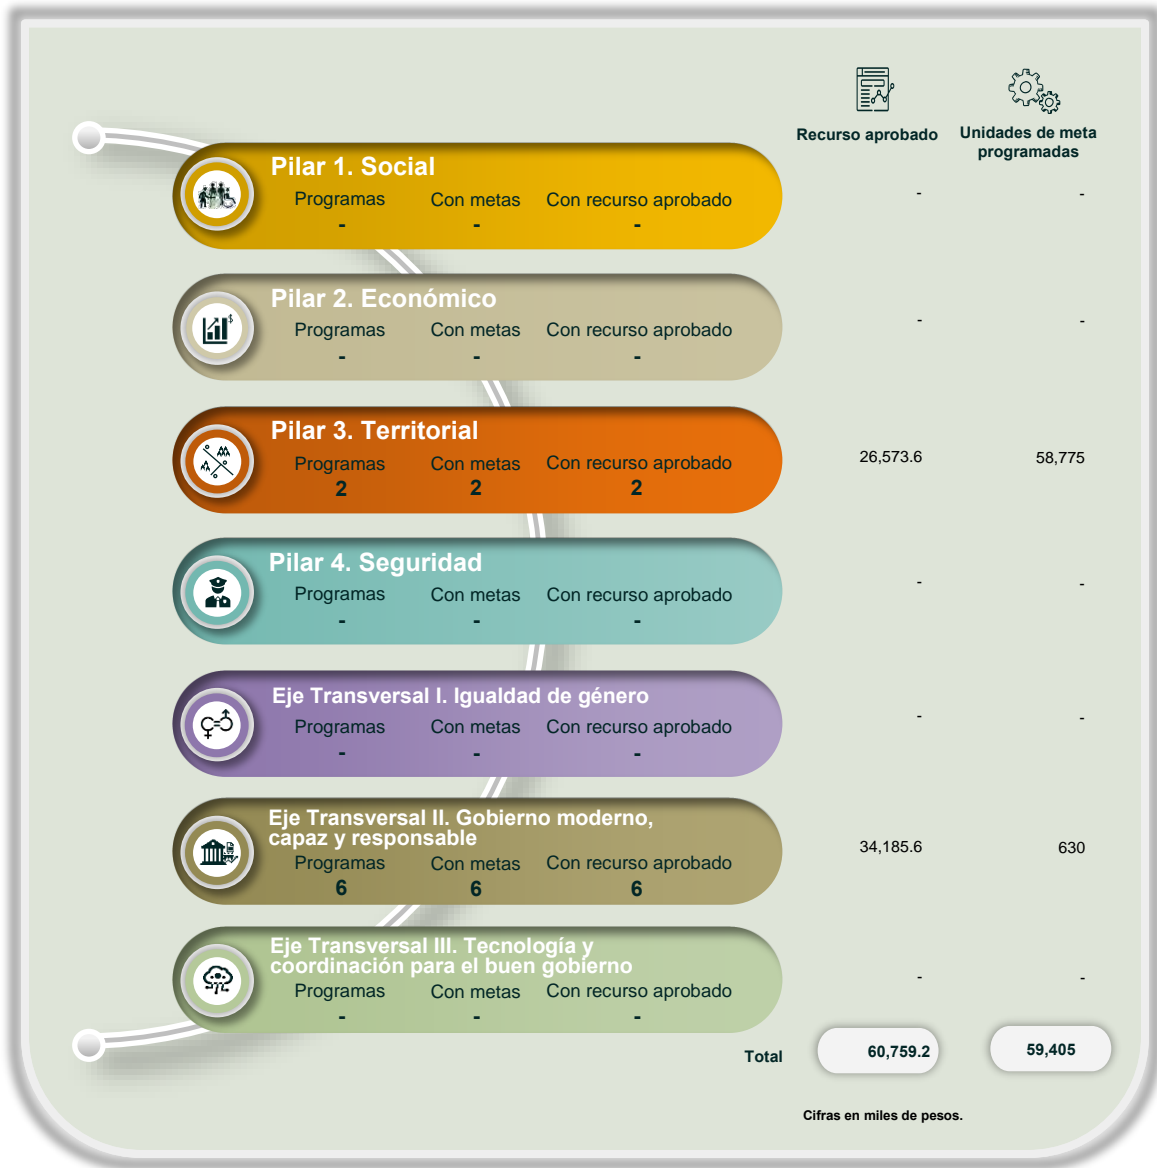 Recurso aprobado
Unidades de meta
programadas
Pilar 1. Social
Programas Con metas Con recurso aprobado
- - -
- -
Pilar 2. Económico
Programas Con metas Con recurso aprobado
- - -
- -
Pilar 3. Territorial
Programas Con metas Con recurso aprobado
2 2 2
26,573.6 58,775
Pilar 4. Seguridad
Programas Con metas Con recurso aprobado
- - -
- -
Eje Transversal I. Igualdad de género
Programas Con metas Con recurso aprobado
- - -
- -
Eje Transversal II. Gobierno moderno,
capaz y responsable
Programas Con metas Con recurso aprobado
6 6 6
34,185.6 630
Eje Transversal III. Tecnología y
coordinación para el buen gobierno
Programas Con metas Con recurso aprobado
- - -
- -
Total 60,759.2 59,405
Cifras en miles de pesos.